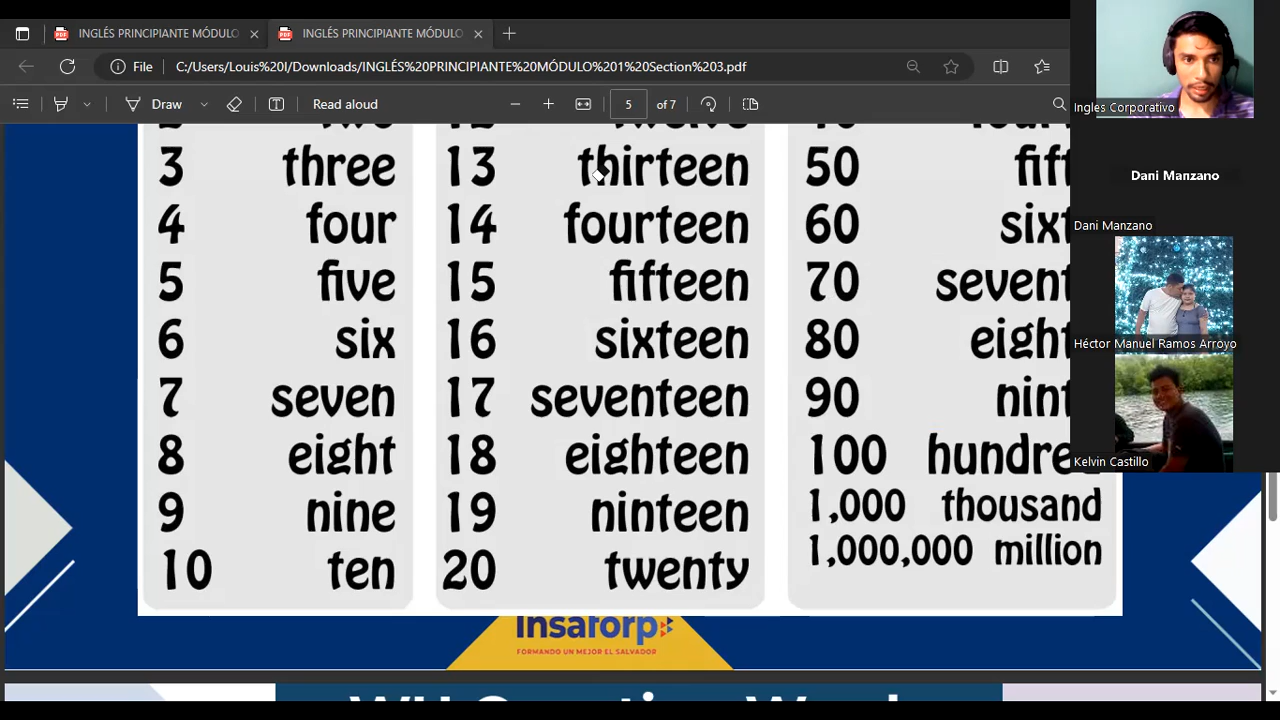 INGLÉS PRINCIPIANTE MÓDULO
INGLÉS PRINCIPIANTE MÓDULO
File C:/Users/Louis%20I/Downloads/INGLÉS%20PRINCIPIANTE%20MÓDULO%201%20Section%203.pdf
Draw Read aloud 5 of 7
3 three 13 thirteen 50
4 four 14 fourteen 60
5 five 15 fifteen 70
6 six 16 sixteen 80
7 seven 17 seventeen 90
8 eight 18 eighteen 100 hundred
9 nine 19 ninteen 1,000 thousand
10 ten 20 twenty 1,000,000 million
Insaforp
FORMANDO UN MEJOR EL SALVADOR
Ingles Corporativo
Dani Manzano
Dani Manzano
Héctor Manuel Ramos Arroyo
Kelvin Castillo